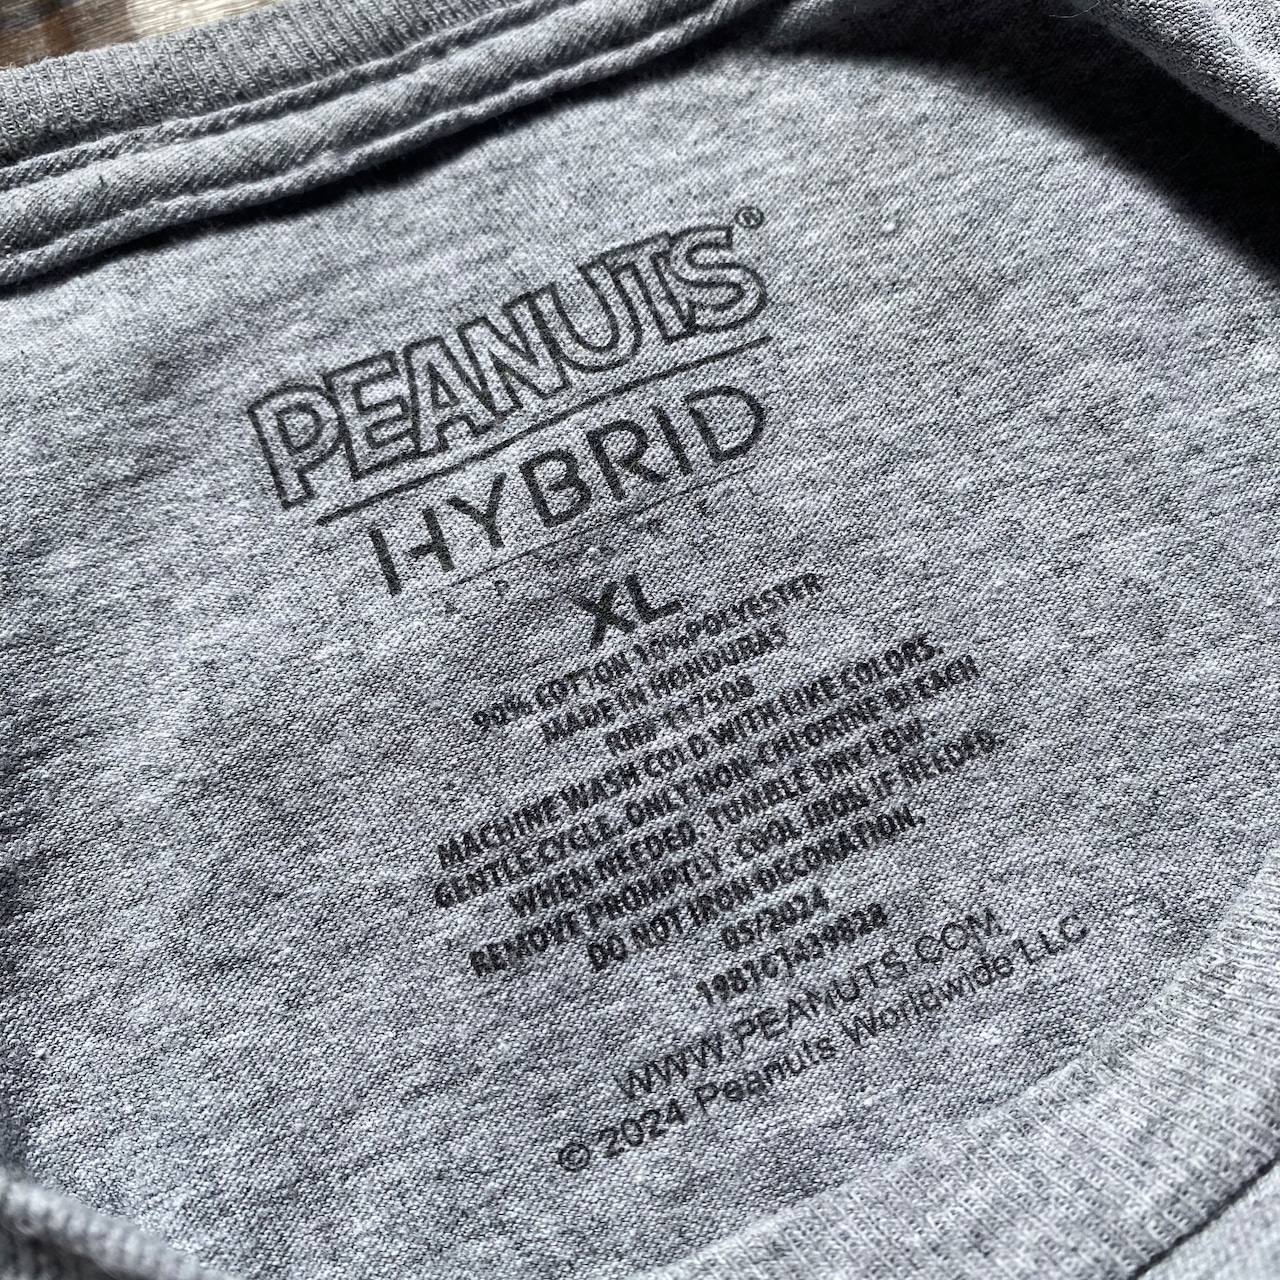 PEANUTS®
HYBRID
XL
90% COTTON 10% POLYESTER
MADE IN HONDURAS
RN# 117508
MACHINE WASH COLD WITH LIKE COLORS.
GENTLE CYCLE. ONLY NON-CHLORINE BLEACH
WHEN NEEDED. TUMBLE DRY LOW.
REMOVE PROMPTLY. COOL IRON IF NEEDED.
DO NOT IRON DECORATION.
05/2024
WWW.PEANUTS.COM
© 2024 Peanuts Worldwide LLC